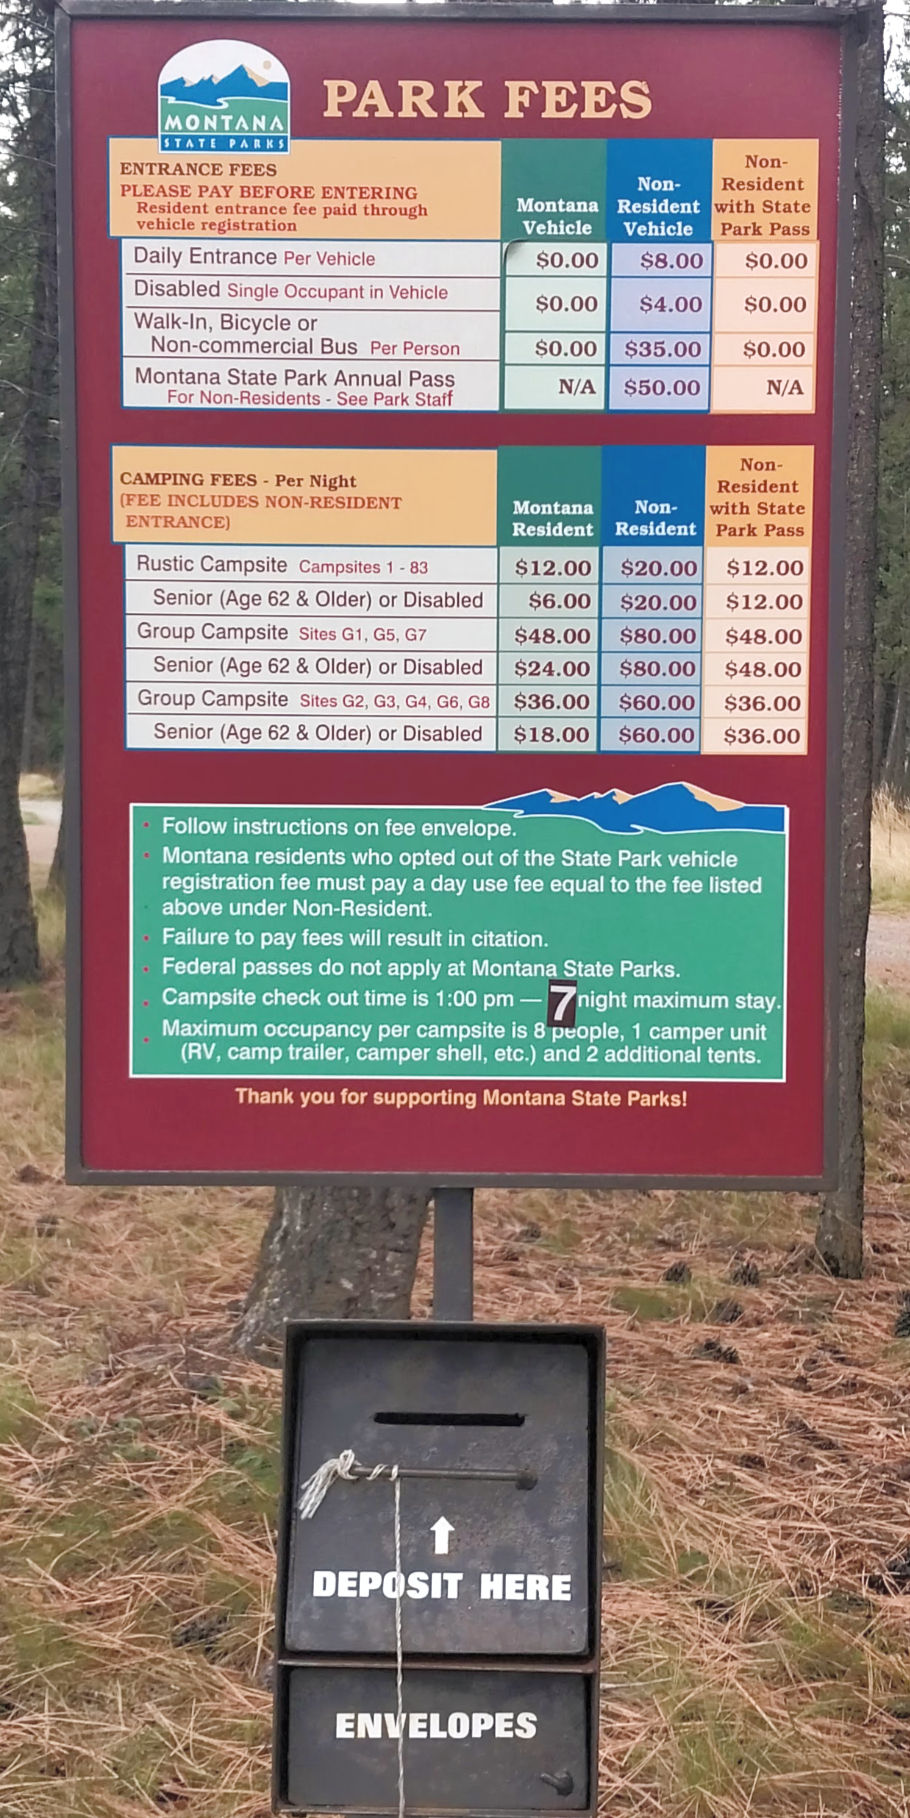 MONTANA
STATE PARKS
PARK FEES
ENTRANCE FEES
PLEASE PAY BEFORE ENTERING
Resident entrance fee paid through
vehicle registration
Montana
Vehicle
Non-
Resident
Vehicle
Non-
Resident
with State
Park Pass
Daily Entrance Per Vehicle $0.00 $8.00 $0.00
Disabled Single Occupant in Vehicle $0.00 $4.00 $0.00
Walk-In, Bicycle or
Non-commercial Bus Per Person $0.00 $35.00 $0.00
Montana State Park Annual Pass N/A $50.00 N/A
For Non-Residents - See Park Staff
CAMPING FEES - Per Night
(FEE INCLUDES NON-RESIDENT
ENTRANCE)
Montana
Resident
Non-
Resident
Non-
Resident
with State
Park Pass
Rustic Campsite Campsites 1 - 83 $12.00 $20.00 $12.00
Senior (Age 62 & Older) or Disabled $6.00 $20.00 $12.00
Group Campsite Sites G1, G5, G7 $48.00 $80.00 $48.00
Senior (Age 62 & Older) or Disabled $24.00 $80.00 $48.00
Group Campsite Sites G2, G3, G4, G6, G8 $36.00 $60.00 $36.00
Senior (Age 62 & Older) or Disabled $18.00 $60.00 $36.00
• Follow instructions on fee envelope.
• Montana residents who opted out of the State Park vehicle
registration fee must pay a day use fee equal to the fee listed
above under Non-Resident.
• Failure to pay fees will result in citation.
• Federal passes do not apply at Montana State Parks.
• Campsite check out time is 1:00 pm — 7 night maximum stay.
• Maximum occupancy per campsite is 8 people, 1 camper unit
(RV, camp trailer, camper shell, etc.) and 2 additional tents.
Thank you for supporting Montana State Parks!
DEPOSIT HERE
ENVELOPES